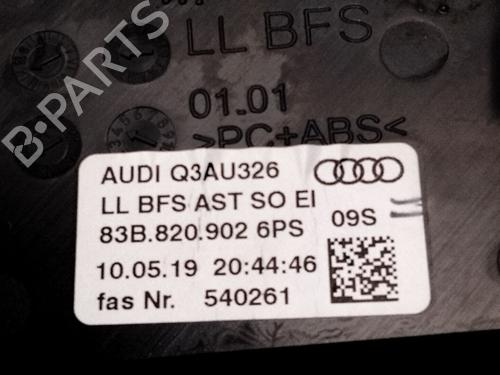 LL BFS
01.01
>PC+ABS<
AUDI Q3AU326
LL BFS AST SO EI
83B.820.902 6PS
09S
10.05.19 20:44:46
fas Nr. 540261
B-PARTS